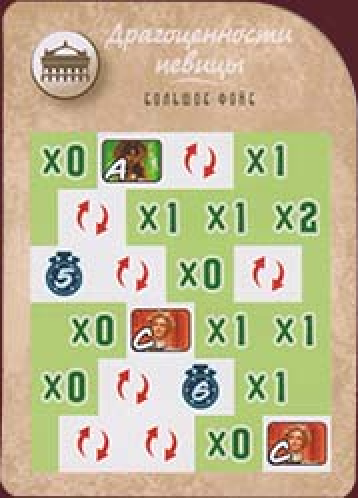 Драгоценности
певицы
БОЛЬШОЕ ФОЙЕ
x0 A x1
x1 x1 x2
5 x0
x0 C x1 x1
x0 6 x1
x0 C